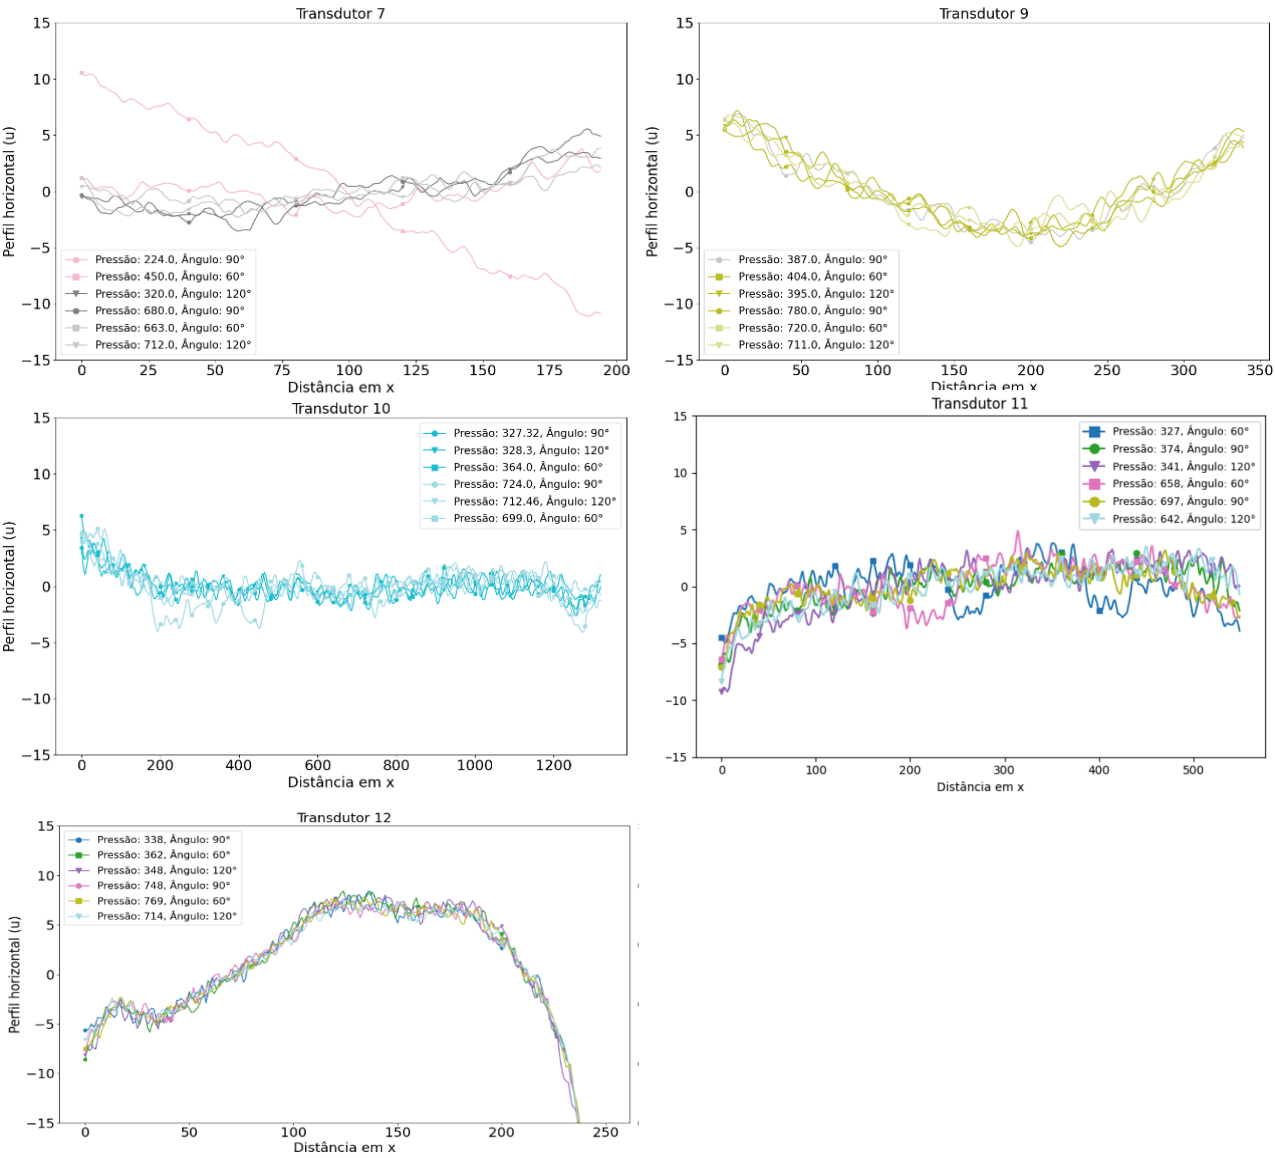 Transdutor 7
15
10
5
0
−5
−10
−15
Perfil horizontal (u)
Pressão: 224.0, Ângulo: 90°
Pressão: 450.0, Ângulo: 60°
Pressão: 320.0, Ângulo: 120°
Pressão: 680.0, Ângulo: 90°
Pressão: 663.0, Ângulo: 60°
Pressão: 712.0, Ângulo: 120°
0 25 50 75 100 125 150 175 200
Distância em x
Transdutor 9
15
10
5
0
−5
−10
−15
Perfil horizontal (u)
Pressão: 387.0, Ângulo: 90°
Pressão: 404.0, Ângulo: 60°
Pressão: 395.0, Ângulo: 120°
Pressão: 780.0, Ângulo: 90°
Pressão: 720.0, Ângulo: 60°
Pressão: 711.0, Ângulo: 120°
0 50 100 150 200 250 300 350
Distância em x
Transdutor 10
15
10
5
0
−5
−10
−15
Perfil horizontal (u)
Pressão: 327.32, Ângulo: 90°
Pressão: 328.3, Ângulo: 120°
Pressão: 364.0, Ângulo: 60°
Pressão: 724.0, Ângulo: 90°
Pressão: 712.46, Ângulo: 120°
Pressão: 699.0, Ângulo: 60°
0 200 400 600 800 1000 1200
Distância em x
Transdutor 11
15
10
5
0
−5
−10
−15
Pressão: 327, Ângulo: 60°
Pressão: 374, Ângulo: 90°
Pressão: 341, Ângulo: 120°
Pressão: 658, Ângulo: 60°
Pressão: 697, Ângulo: 90°
Pressão: 642, Ângulo: 120°
0 100 200 300 400 500
Distância em x
Transdutor 12
15
10
5
0
−5
−10
−15
Perfil horizontal (u)
Pressão: 338, Ângulo: 90°
Pressão: 362, Ângulo: 60°
Pressão: 348, Ângulo: 120°
Pressão: 748, Ângulo: 90°
Pressão: 769, Ângulo: 60°
Pressão: 714, Ângulo: 120°
0 50 100 150 200 250
Distância em x